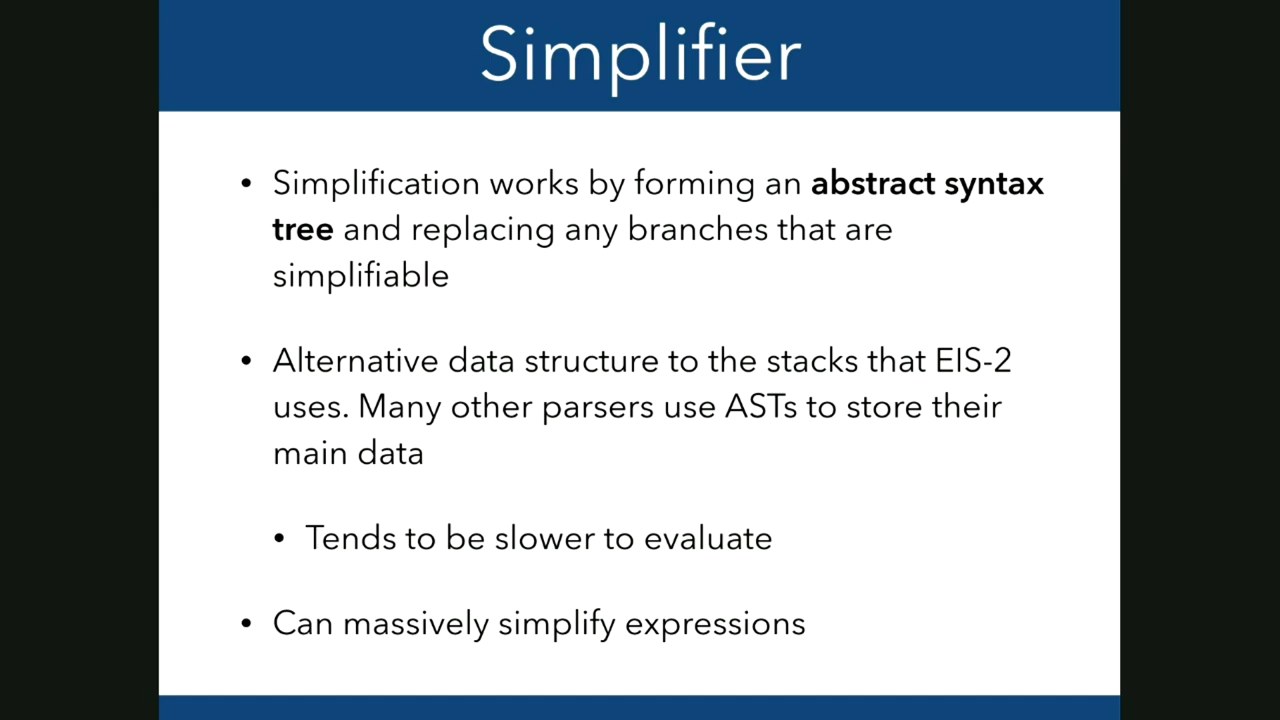 Simplifier
• Simplification works by forming an abstract syntax
tree and replacing any branches that are
simplifiable
• Alternative data structure to the stacks that EIS-2
uses. Many other parsers use ASTs to store their
main data
• Tends to be slower to evaluate
• Can massively simplify expressions